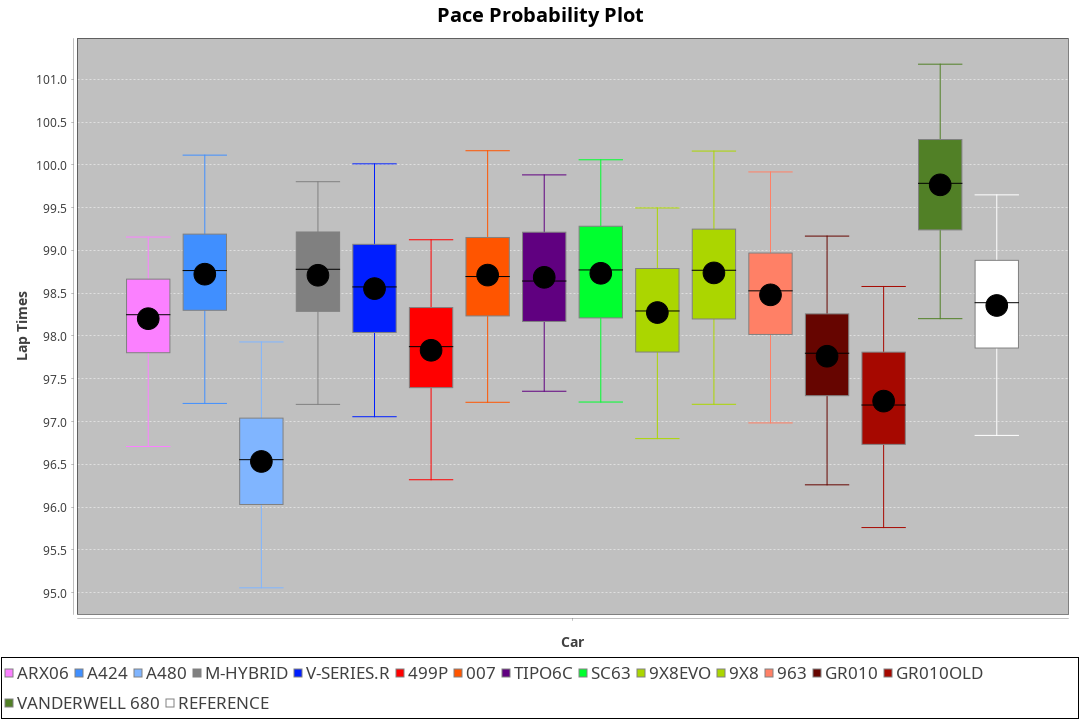 Pace Probability Plot
101.0
100.5
100.0
99.5
99.0
98.5
98.0
97.5
97.0
96.5
96.0
95.5
95.0
Lap Times
Car
ARX06 A424 A480 M-HYBRID V-SERIES.R 499P 007 TIPO6C SC63 9X8EVO 9X8 963 GR010 GR010OLD
VANDERWELL 680 REFERENCE